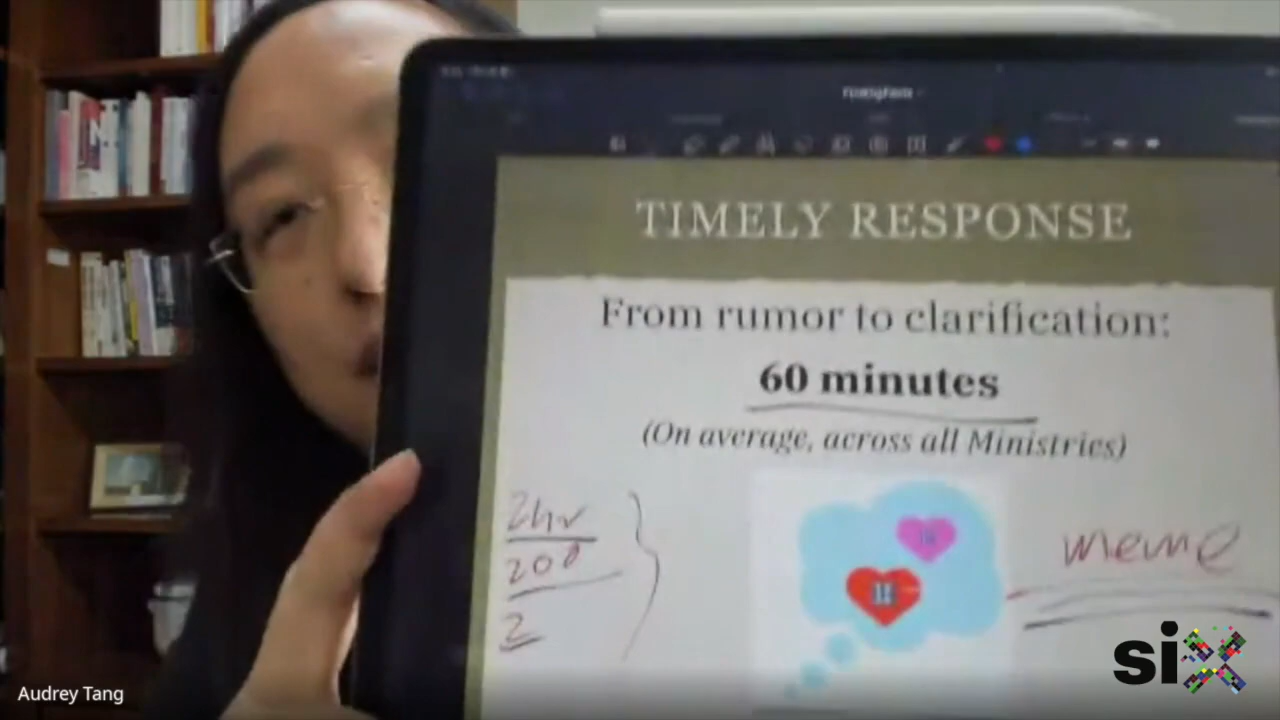 TIMELY RESPONSE
From rumor to clarification:
60 minutes
(On average, across all Ministries)
2hr
200
2
meme
six
Audrey Tang